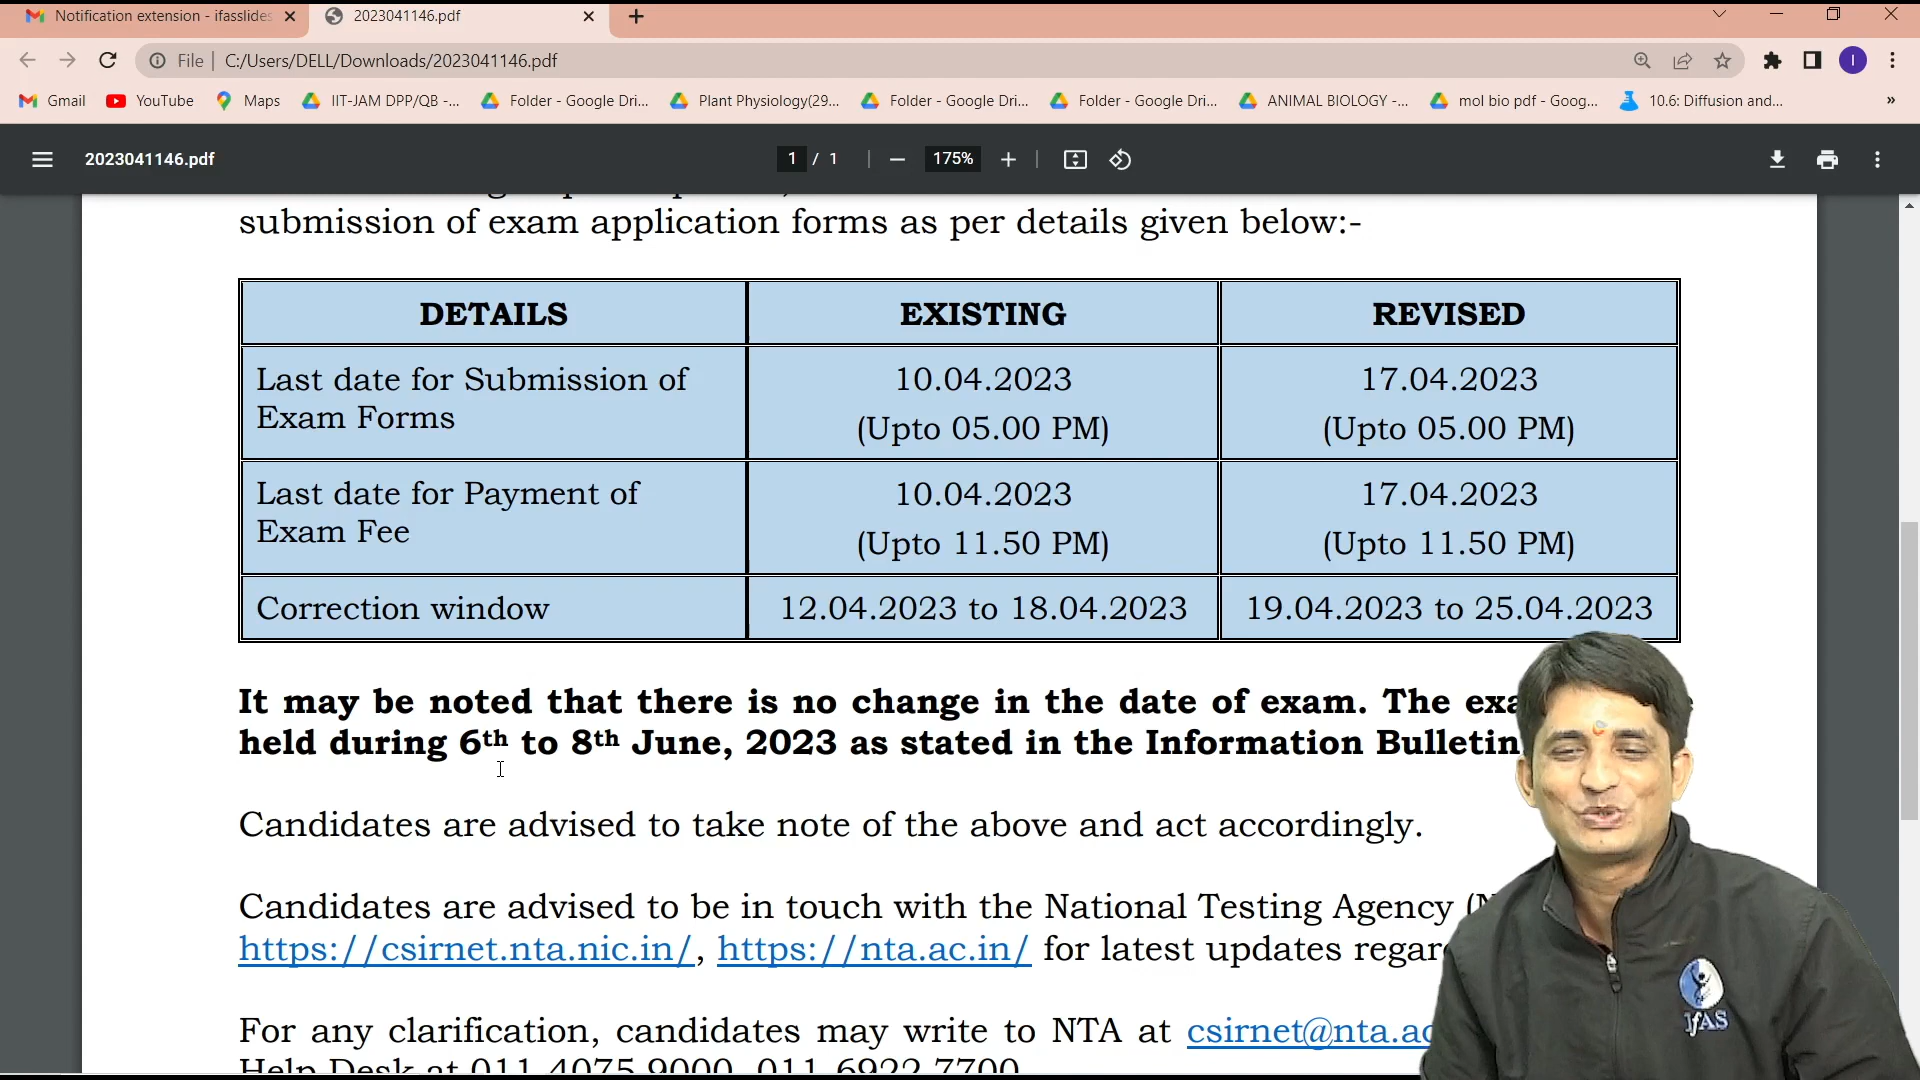 Notification extension - ifasslides
2023041146.pdf
File
C:/Users/DELL/Downloads/2023041146.pdf
I
Gmail
YouTube
Maps
IIT-JAM DPP/QB -...
Folder - Google Dri...
Plant Physiology(29...
Folder - Google Dri...
Folder - Google Dri...
ANIMAL BIOLOGY -...
mol bio pdf - Goog...
10.6: Diffusion and...
»
2023041146.pdf
1 / 1
175%
submission of exam application forms as per details given below:-
DETAILS EXISTING REVISED
Last date for Submission of Exam Forms
10.04.2023
(Upto 05.00 PM)
17.04.2023
(Upto 05.00 PM)
Last date for Payment of Exam Fee
10.04.2023
(Upto 11.50 PM)
17.04.2023
(Upto 11.50 PM)
Correction window 12.04.2023 to 18.04.2023 19.04.2023 to 25.04.2023
It may be noted that there is no change in the date of exam. The
held during 6th to 8th June, 2023 as stated in the Information Bulletin
Candidates are advised to take note of the above and act accordingly.
Candidates are advised to be in touch with the National Testing Agency
https://csirnet.nta.nic.in/, https://nta.ac.in/ for latest updates
For any clarification, candidates may write to NTA at csirnet@nta.ac
Help Desk at 011 4075 9000, 011 6922 7700
IfAS